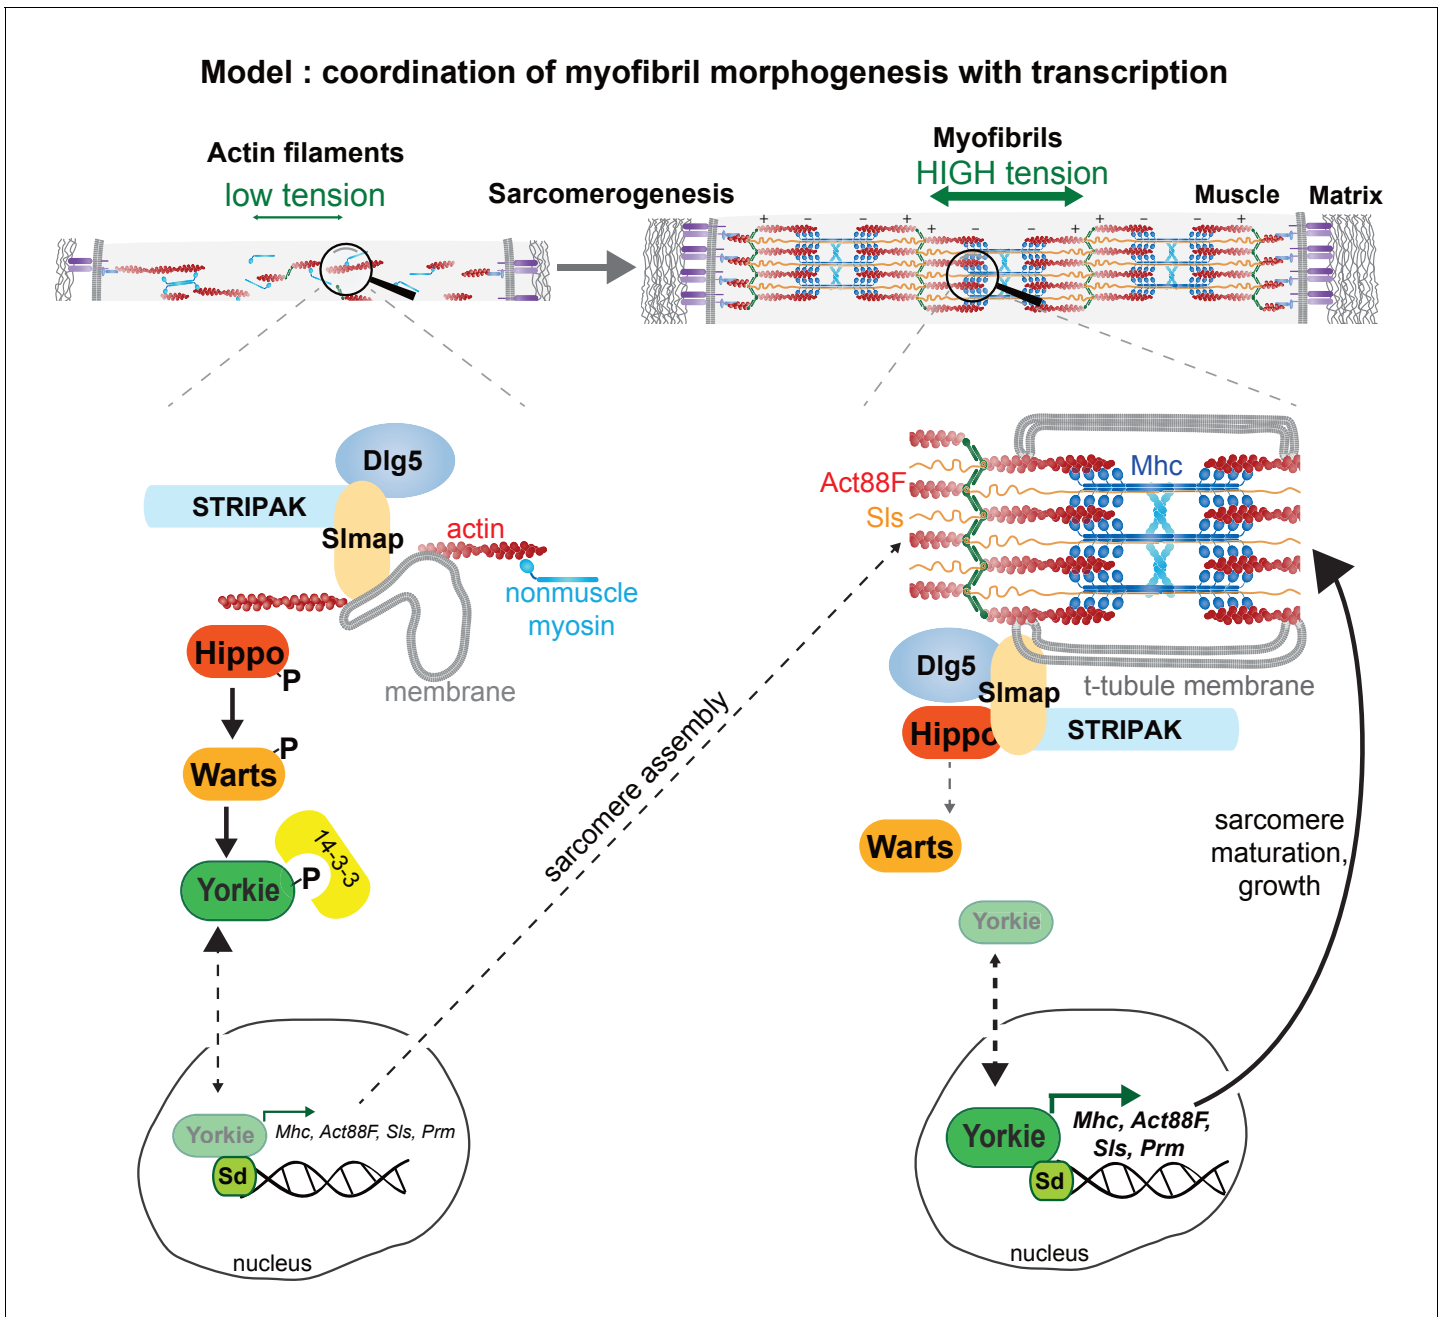 Model : coordination of myofibril morphogenesis with transcription
Actin filaments
low tension
Sarcomerogenesis
Myofibrils
HIGH tension
Muscle
Matrix
+ − − + + − − + + − − +
Dlg5
STRIPAK
Slmap
actin
nonmuscle
myosin
membrane
Hippo
P
Warts
P
Yorkie
P
14-3-3
Yorkie
Mhc, Act88F, Sls, Prm
Sd
nucleus
sarcomere assembly
Act88F
Sls
Mhc
Dlg5
Slmap
t-tubule membrane
Hippo
STRIPAK
Warts
Yorkie
sarcomere
maturation,
growth
Yorkie
Mhc, Act88F,
Sls, Prm
Sd
nucleus